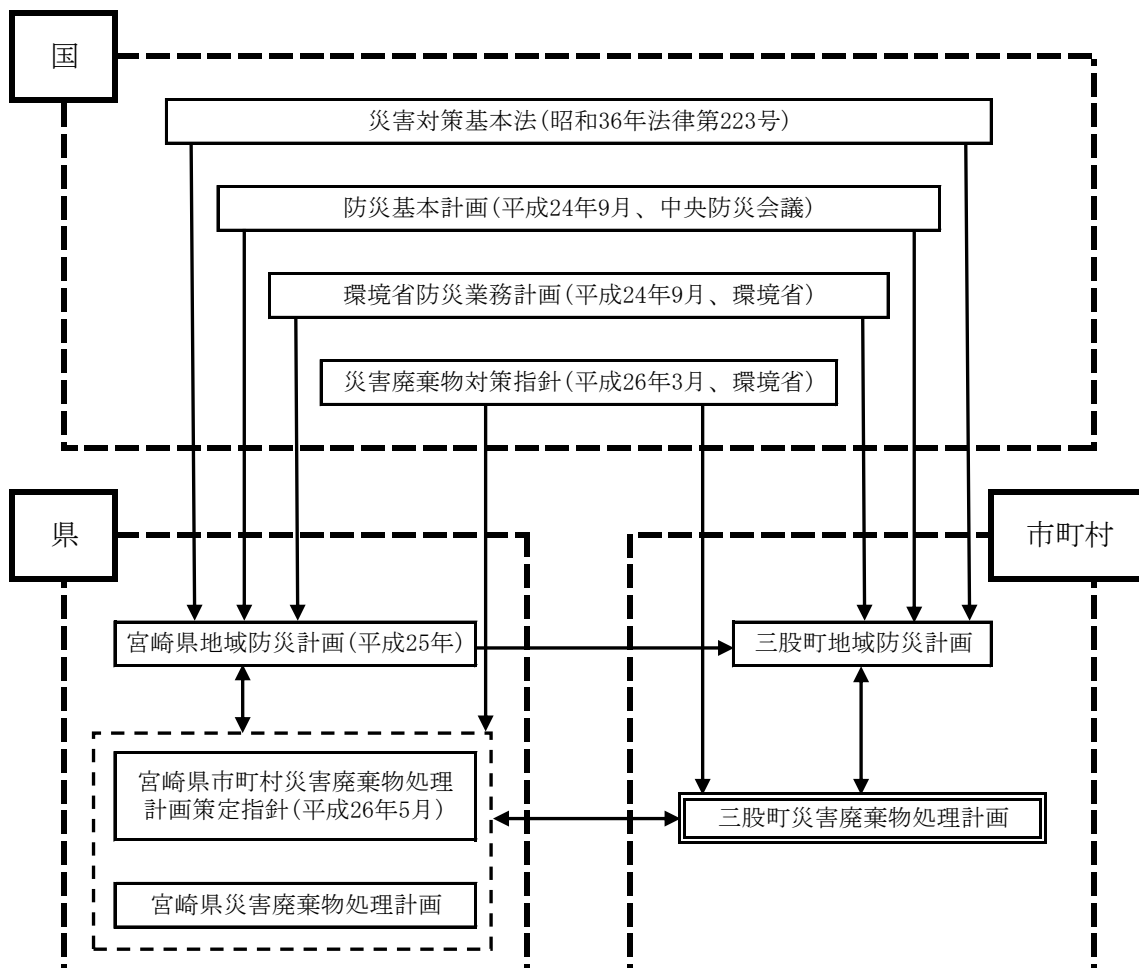 国
災害対策基本法(昭和36年法律第223号)
防災基本計画(平成24年9月、中央防災会議)
環境省防災業務計画(平成24年9月、環境省)
災害廃棄物対策指針(平成26年3月、環境省)
県
市町村
宮崎県地域防災計画(平成25年)
三股町地域防災計画
宮崎県市町村災害廃棄物処理
計画策定指針(平成26年5月)
三股町災害廃棄物処理計画
宮崎県災害廃棄物処理計画